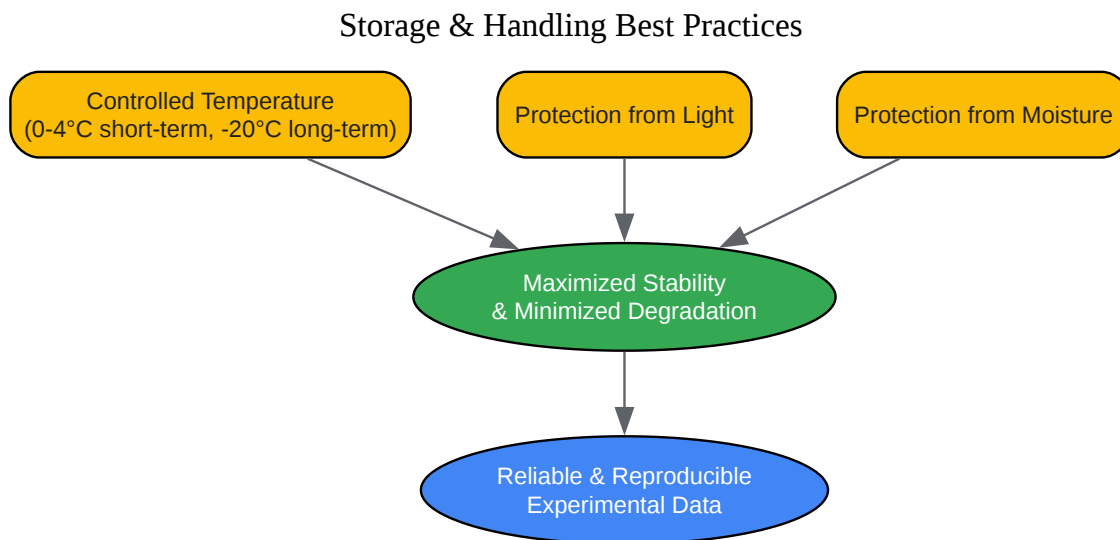 Storage & Handling Best Practices
Controlled Temperature
(0-4°C short-term, -20°C long-term)
Protection from Light
Protection from Moisture
Maximized Stability
& Minimized Degradation
Reliable & Reproducible
Experimental Data